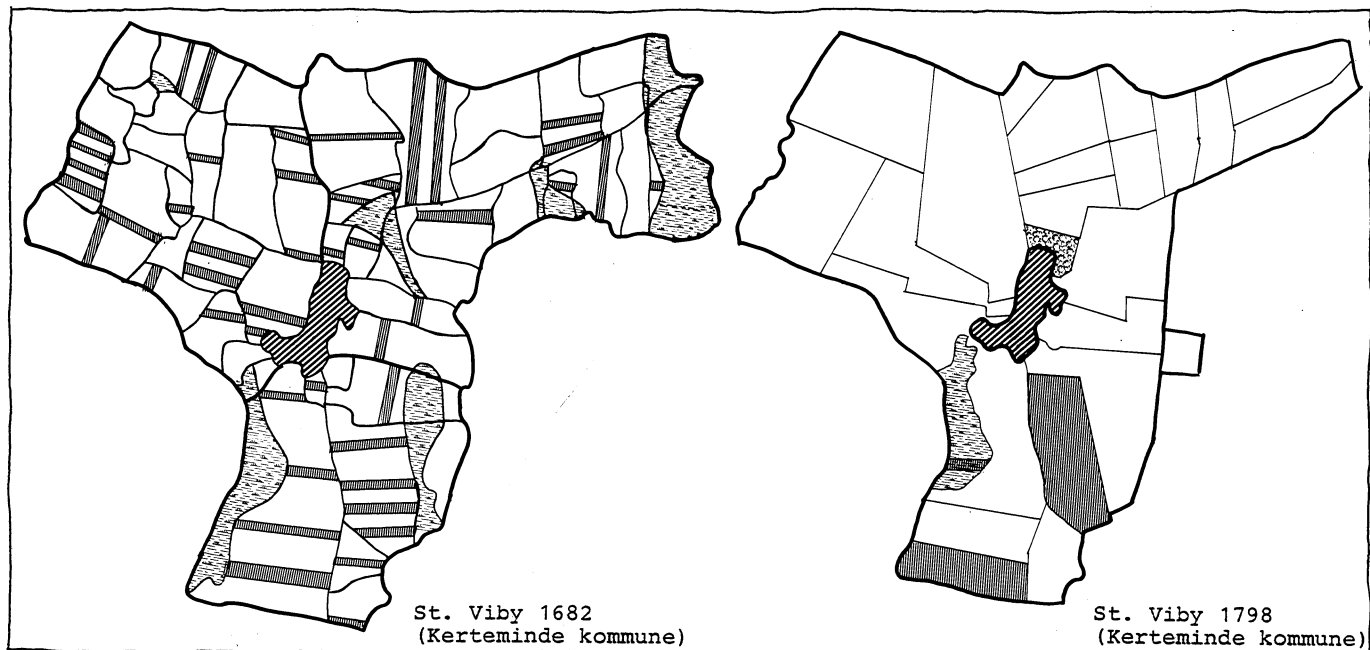 St. Viby 1682
(Kerteminde kommune)
St. Viby 1798
(Kerteminde kommune)